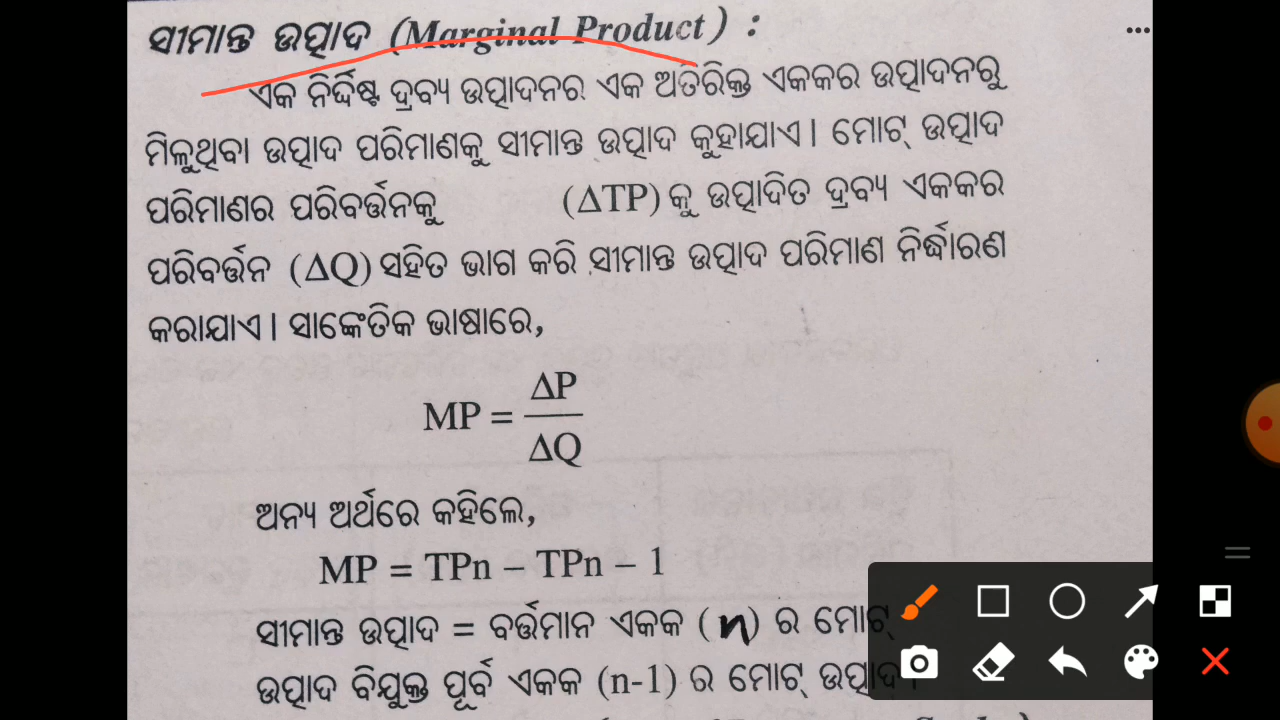 ସୀମାନ୍ତ ଉତ୍ପାଦ (Marginal Product) :
ଏକ ନିର୍ଦ୍ଦିଷ୍ଟ ଦ୍ରବ୍ୟ ଉତ୍ପାଦନର ଏକ ଅତିରିକ୍ତ ଏକକର ଉତ୍ପାଦନରୁ
ମିଳୁଥିବା ଉତ୍ପାଦ ପରିମାଣକୁ ସୀମାନ୍ତ ଉତ୍ପାଦ କୁହାଯାଏ। ମୋଟ୍ ଉତ୍ପାଦ
ପରିମାଣର ପରିବର୍ତ୍ତନକୁ (ΔTP) କୁ ଉତ୍ପାଦିତ ଦ୍ରବ୍ୟ ଏକକର
ପରିବର୍ତ୍ତନ (ΔQ) ସହିତ ଭାଗ କରି ସୀମାନ୍ତ ଉତ୍ପାଦ ପରିମାଣ ନିର୍ଦ୍ଧାରଣ
କରାଯାଏ। ସାଙ୍କେତିକ ଭାଷାରେ,
MP = ΔP / ΔQ
ଅନ୍ୟ ଅର୍ଥରେ କହିଲେ,
MP = TPn – TPn – 1
ସୀମାନ୍ତ ଉତ୍ପାଦ = ବର୍ତ୍ତମାନ ଏକକ (n) ର ମୋଟ୍
ଉତ୍ପାଦ ବିଯୁକ୍ତ ପୂର୍ବ ଏକକ (n-1) ର ମୋଟ୍ ଉତ୍ପାଦ।